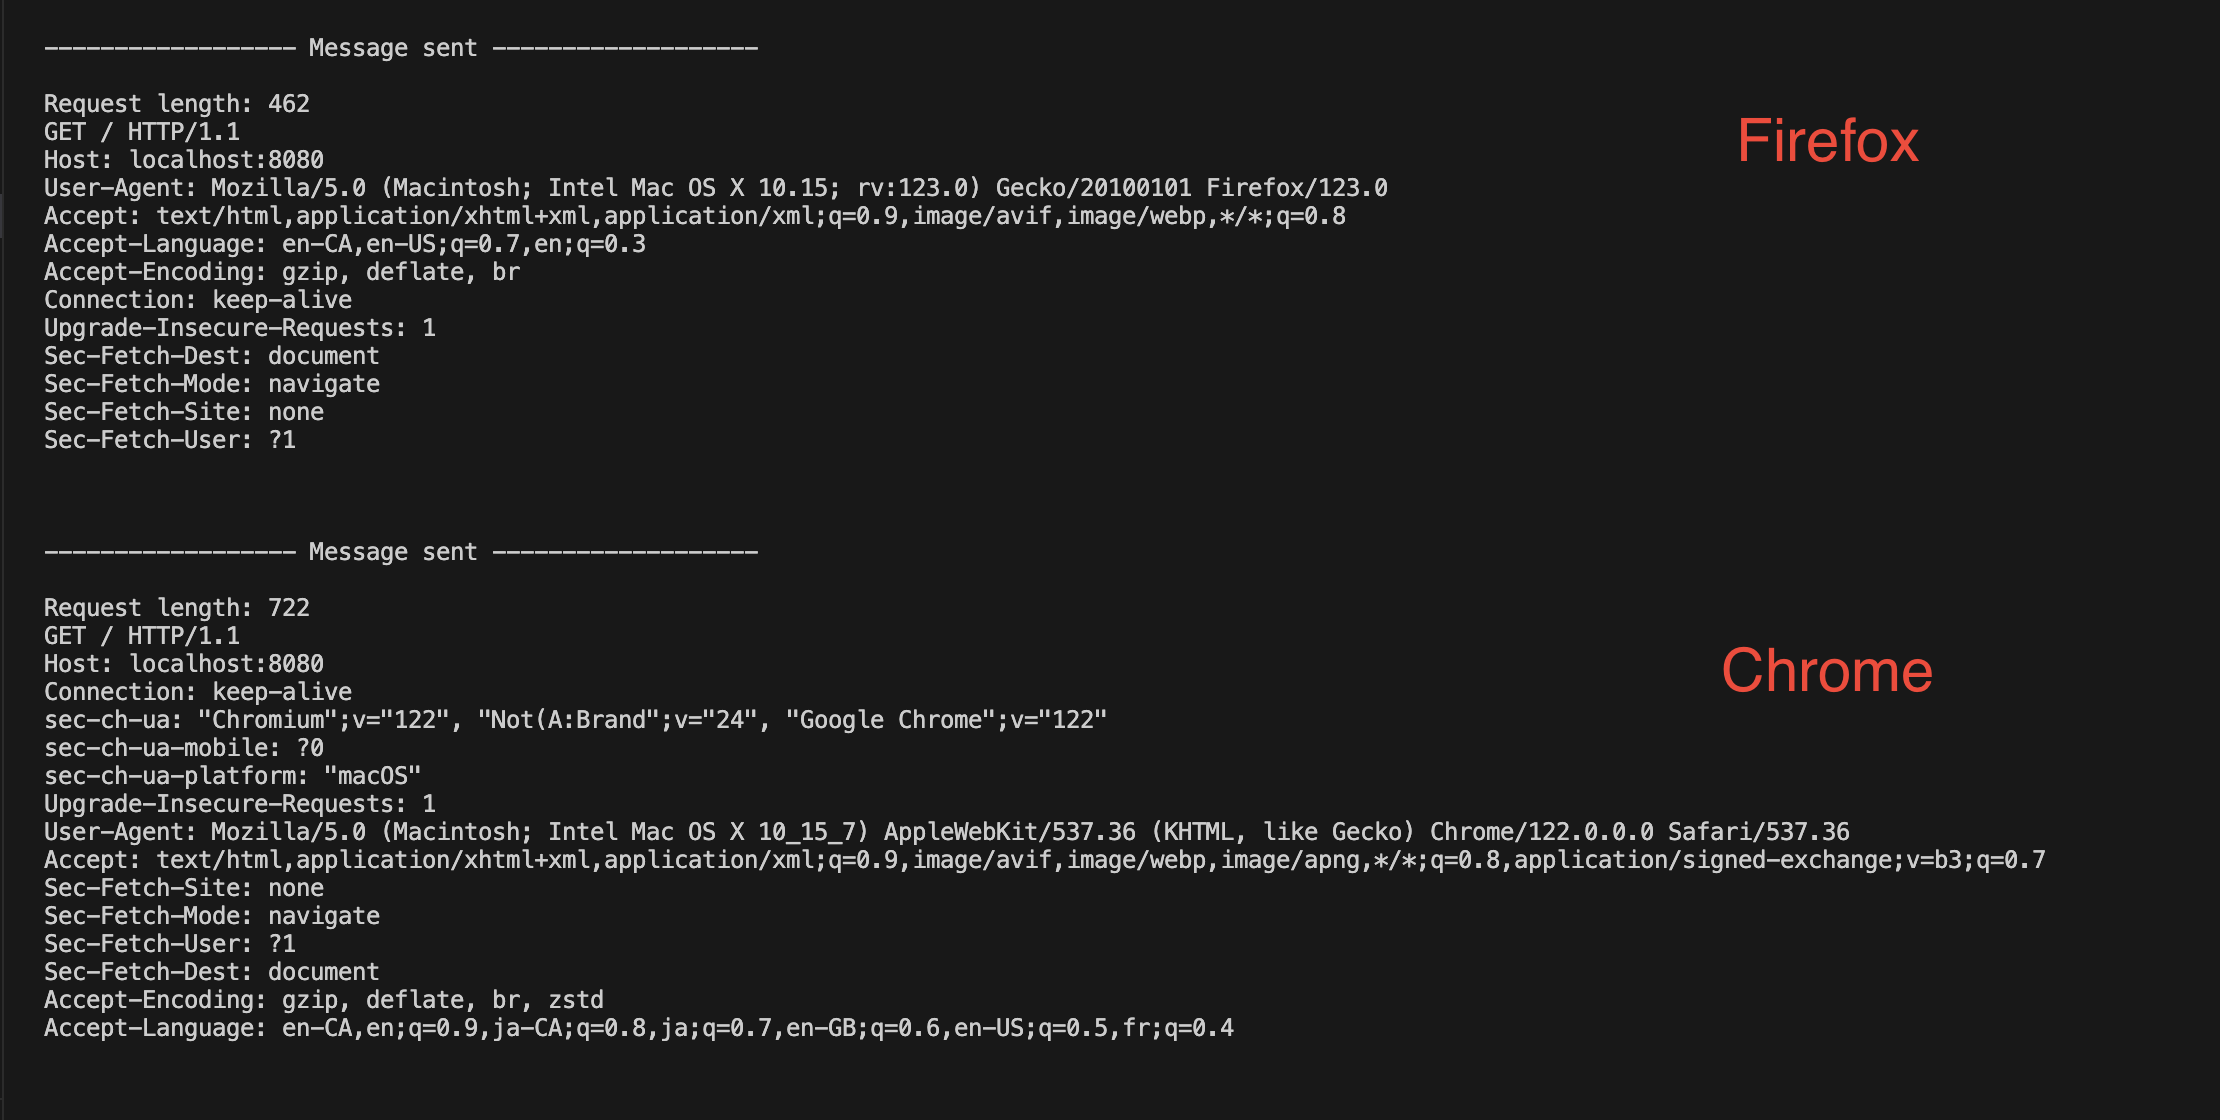 ------------------ Message sent -------------------
Request length: 462
GET / HTTP/1.1
Host: localhost:8080
User-Agent: Mozilla/5.0 (Macintosh; Intel Mac OS X 10.15; rv:123.0) Gecko/20100101 Firefox/123.0
Accept: text/html,application/xhtml+xml,application/xml;q=0.9,image/avif,image/webp,*/*;q=0.8
Accept-Language: en-CA,en-US;q=0.7,en;q=0.3
Accept-Encoding: gzip, deflate, br
Connection: keep-alive
Upgrade-Insecure-Requests: 1
Sec-Fetch-Dest: document
Sec-Fetch-Mode: navigate
Sec-Fetch-Site: none
Sec-Fetch-User: ?1
Firefox
------------------ Message sent -------------------
Request length: 722
GET / HTTP/1.1
Host: localhost:8080
Connection: keep-alive
sec-ch-ua: "Chromium";v="122", "Not(A:Brand";v="24", "Google Chrome";v="122"
sec-ch-ua-mobile: ?0
sec-ch-ua-platform: "macOS"
Upgrade-Insecure-Requests: 1
User-Agent: Mozilla/5.0 (Macintosh; Intel Mac OS X 10_15_7) AppleWebKit/537.36 (KHTML, like Gecko) Chrome/122.0.0.0 Safari/537.36
Accept: text/html,application/xhtml+xml,application/xml;q=0.9,image/avif,image/webp,image/apng,*/*;q=0.8,application/signed-exchange;v=b3;q=0.7
Sec-Fetch-Site: none
Sec-Fetch-Mode: navigate
Sec-Fetch-User: ?1
Sec-Fetch-Dest: document
Accept-Encoding: gzip, deflate, br, zstd
Accept-Language: en-CA,en;q=0.9,ja-CA;q=0.8,ja;q=0.7,en-GB;q=0.6,en-US;q=0.5,fr;q=0.4
Chrome